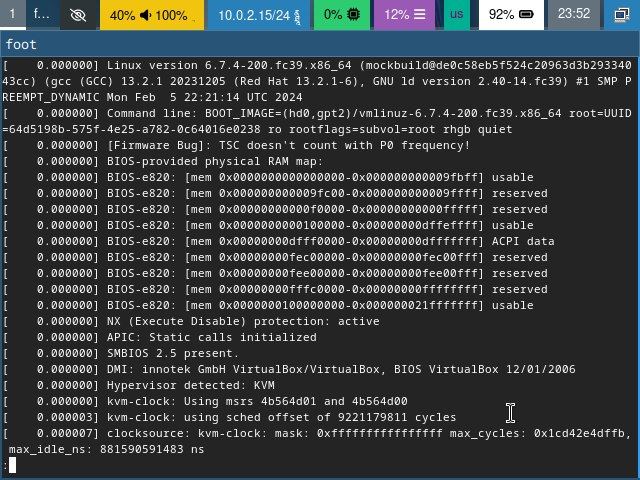 1 f... 40% 100% 10.0.2.15/24 0% 12% us 92% 23:52
foot
[    0.000000] Linux version 6.7.4-200.fc39.x86_64 (mockbuild@de0c58eb5f524c20963d3b293340
43cc) (gcc (GCC) 13.2.1 20231205 (Red Hat 13.2.1-6), GNU ld version 2.40-14.fc39) #1 SMP P
REEMPT_DYNAMIC Mon Feb  5 22:21:14 UTC 2024
[    0.000000] Command line: BOOT_IMAGE=(hd0,gpt2)/vmlinuz-6.7.4-200.fc39.x86_64 root=UUID
=64d5198b-575f-4e25-a782-0c64016e0238 ro rootflags=subvol=root rhgb quiet
[    0.000000] [Firmware Bug]: TSC doesn't count with P0 frequency!
[    0.000000] BIOS-provided physical RAM map:
[    0.000000] BIOS-e820: [mem 0x0000000000000000-0x000000000009fbff] usable
[    0.000000] BIOS-e820: [mem 0x000000000009fc00-0x000000000009ffff] reserved
[    0.000000] BIOS-e820: [mem 0x00000000000f0000-0x00000000000fffff] reserved
[    0.000000] BIOS-e820: [mem 0x0000000000100000-0x00000000dffeffff] usable
[    0.000000] BIOS-e820: [mem 0x00000000dfff0000-0x00000000dfffffff] ACPI data
[    0.000000] BIOS-e820: [mem 0x00000000fec00000-0x00000000fec00fff] reserved
[    0.000000] BIOS-e820: [mem 0x00000000fee00000-0x00000000fee00fff] reserved
[    0.000000] BIOS-e820: [mem 0x00000000fffc0000-0x00000000ffffffff] reserved
[    0.000000] BIOS-e820: [mem 0x0000000100000000-0x000000021fffffff] usable
[    0.000000] NX (Execute Disable) protection: active
[    0.000000] APIC: Static calls initialized
[    0.000000] SMBIOS 2.5 present.
[    0.000000] DMI: innotek GmbH VirtualBox/VirtualBox, BIOS VirtualBox 12/01/2006
[    0.000000] Hypervisor detected: KVM
[    0.000000] kvm-clock: Using msrs 4b564d01 and 4b564d00
[    0.000003] kvm-clock: using sched offset of 9221179811 cycles
[    0.000007] clocksource: kvm-clock: mask: 0xffffffffffffffff max_cycles: 0x1cd42e4dffb,
 max_idle_ns: 881590591483 ns
: